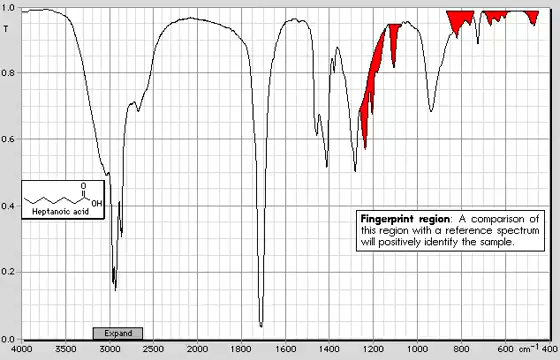 1.0
T
0.8
0.6
O
OH
Heptanoic acid
0.4
Fingerprint region: A comparison of
this region with a reference spectrum
will positively identify the sample.
0.2
Expand
0.0
4000 3500 3000 2500 2000 1800 1600 1400 1200 1000 800 600 cm-1 400